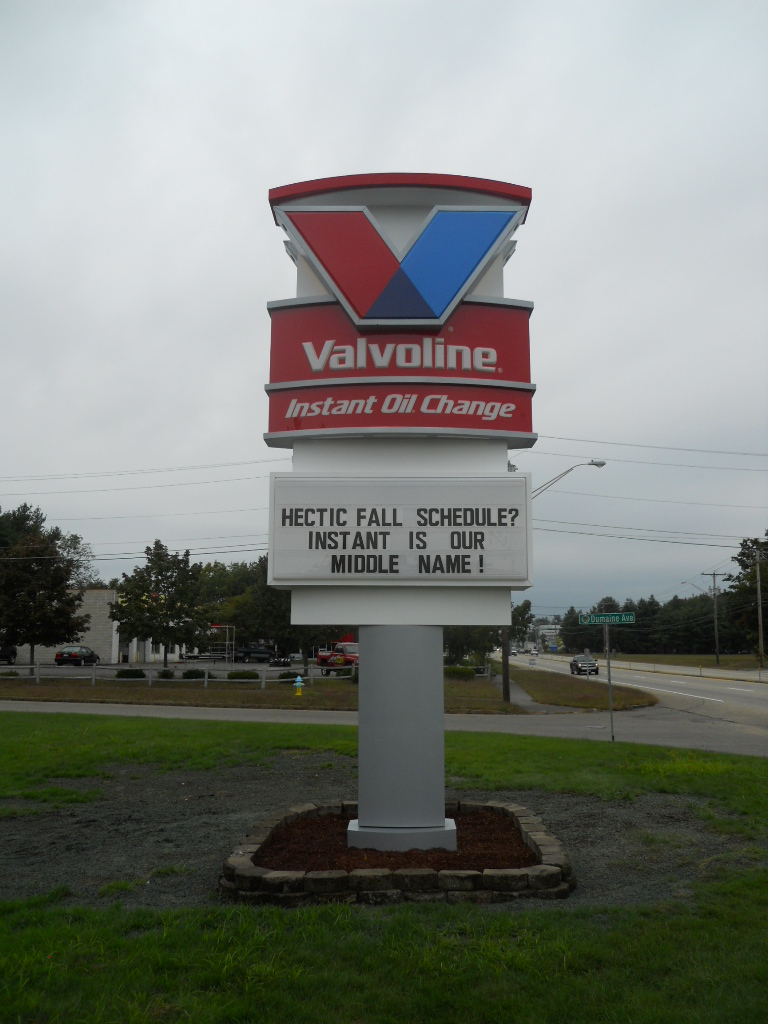 Valvoline
Instant Oil Change
HECTIC FALL SCHEDULE?
INSTANT IS OUR
MIDDLE NAME!
Dumaine Ave